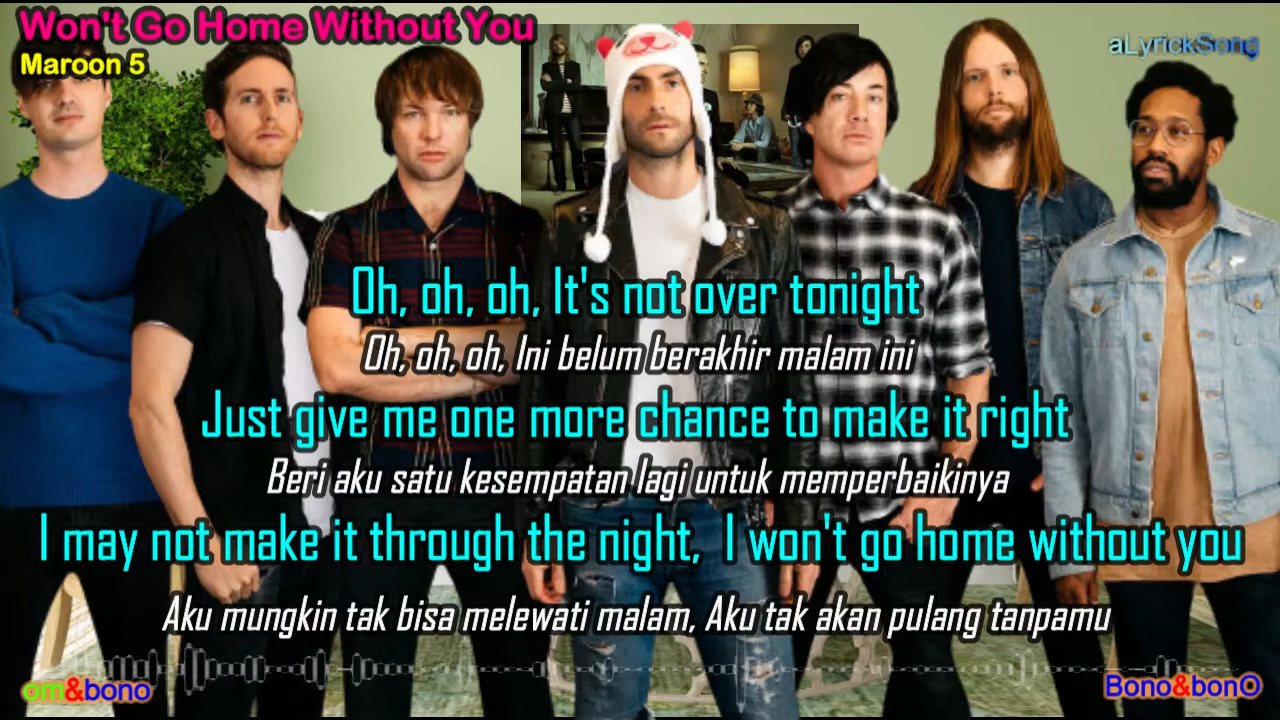 Won't Go Home Without You
aLyrickSong
Maroon 5
Oh, oh, oh, It's not over tonight
Oh, oh, oh, Ini belum berakhir malam ini
Just give me one more chance to make it right
Beri aku satu kesempatan lagi untuk memperbaikinya
I may not make it through the night, I won't go home without you
Aku mungkin tak bisa melewati malam, Aku tak akan pulang tanpamu
om&bono
Bono&bonO